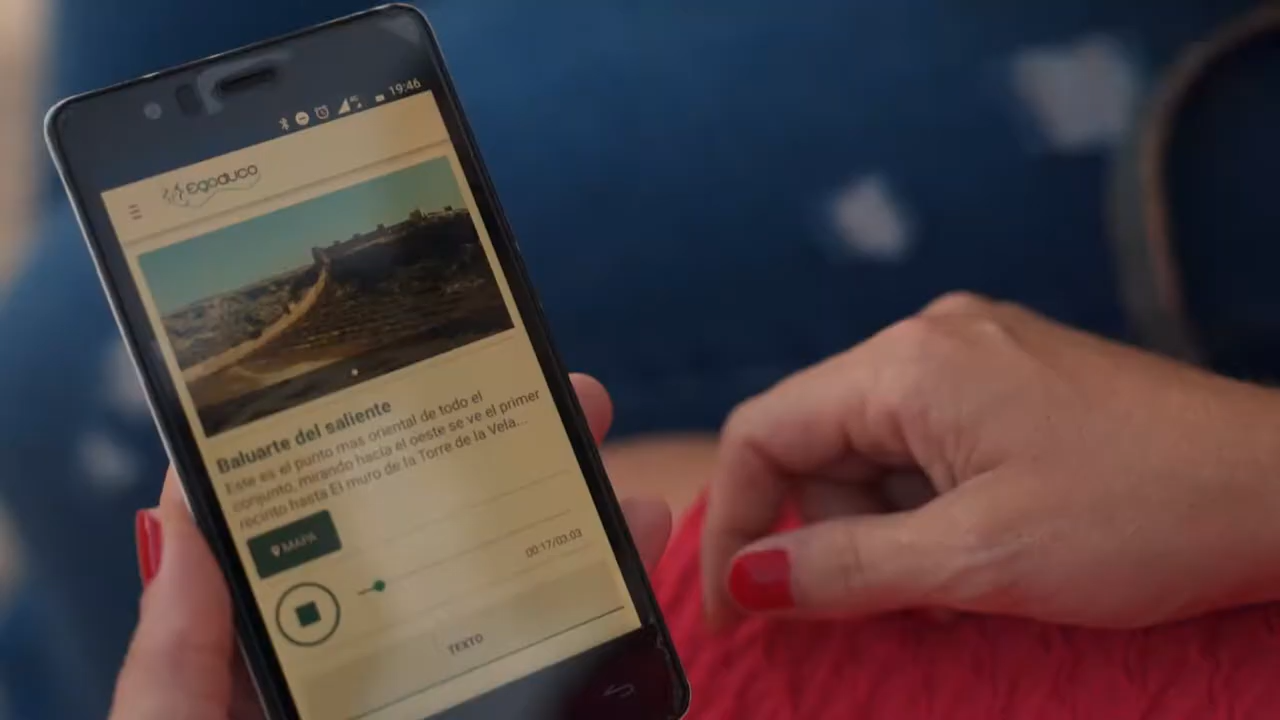 19:46
EGODUCO
Baluarte del saliente
Este es el punto mas oriental de todo el
conjunto, mirando hacia el oeste se ve el primer
recinto hasta El muro de la Torre de la Vela...
MAPA
00:17/03:03
TEXTO